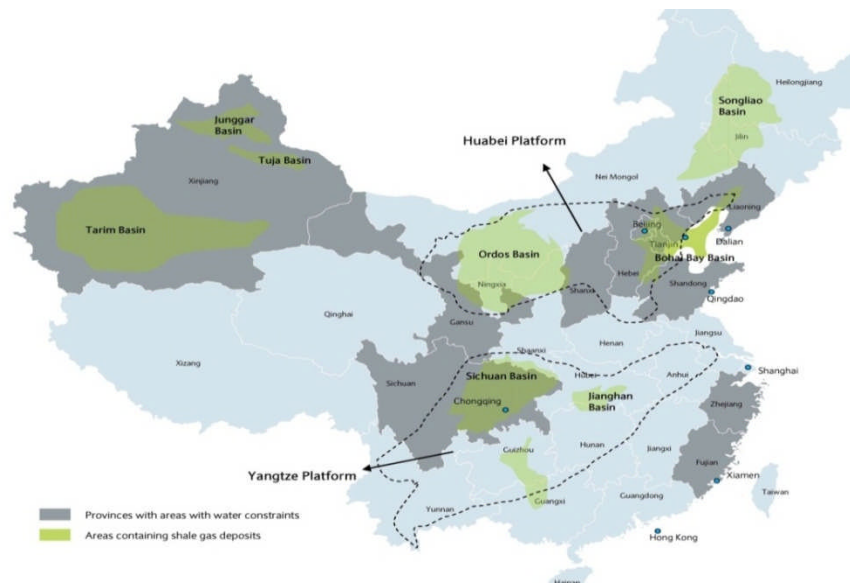 Heilongjiang
Songliao
Basin
Jilin
Junggar
Basin
Huabei Platform
Tuja Basin
Xinjiang
Nei Mongol
Liaoning
Beijing
Tarim Basin
Tianjin
Dalian
Ordos Basin
Bohai Bay Basin
Hebei
Ningxia
Shanxi
Shandong
Qingdao
Qinghai
Gansu
Jiangsu
Shaanxi
Henan
Xizang
Sichuan
Sichuan Basin
Hubei
Anhui
Shanghai
Chongqing
Jianghan
Basin
Zhejiang
Guizhou
Hunan
Jiangxi
Yangtze Platform
Fujian
Xiamen
Yunnan
Guangxi
Guangdong
Taiwan
Provinces with areas with water constraints
Areas containing shale gas deposits
Hong Kong